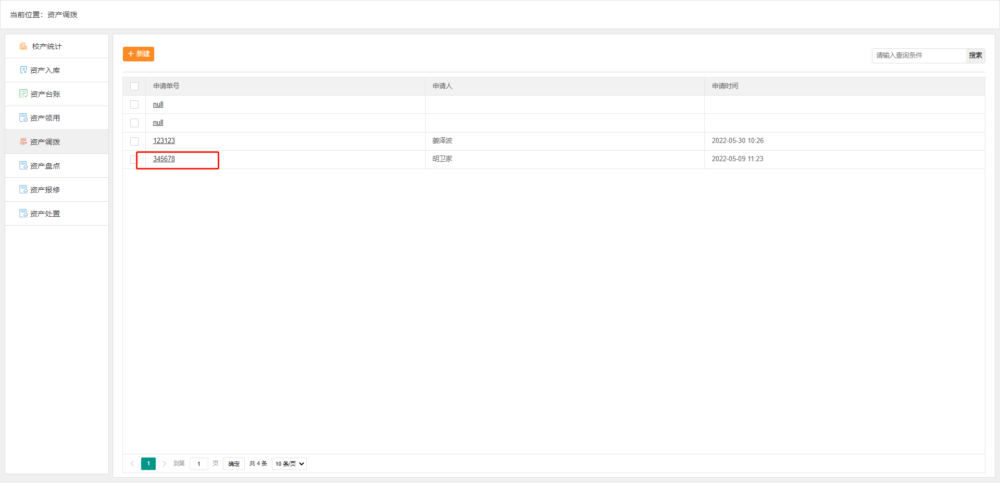 当前位置：资产调拨
校产统计
资产入库
资产台账
资产领用
资产调拨
资产盘点
资产报修
资产处置
新建
请输入查询条件 搜索
申请单号 申请人 申请时间
null
null
123123 姜泽波 2022-05-30 10:26
345678 胡卫家 2022-05-09 11:23
1 到第 1 页 确定 共 4 条 10 条/页